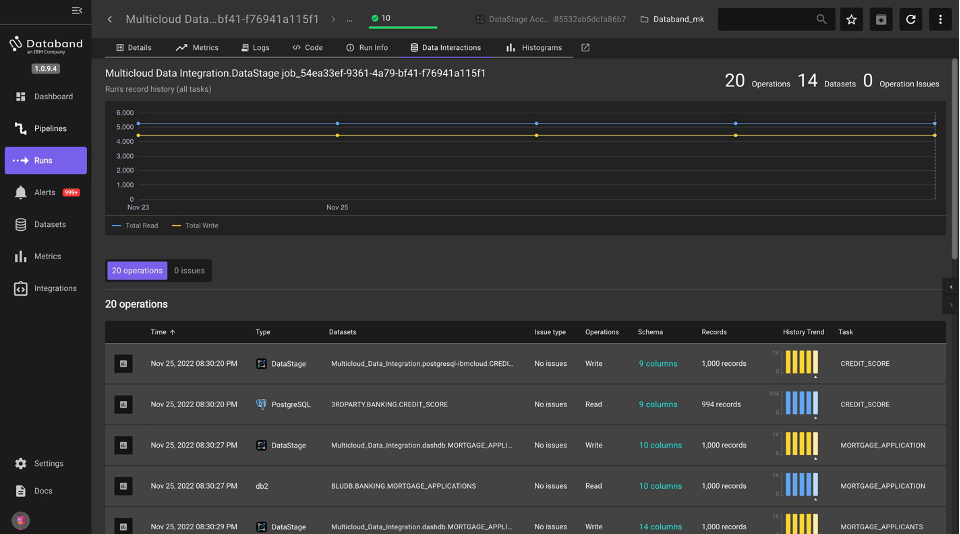 Multicloud Data...bf41-f76941a115f1
...
10
DataStage Acc... ·85532ab5dcfa86b7
Databand_mk
Databand
an IBM Company
1.0.9.4
Dashboard
Pipelines
Runs
Alerts 999+
Datasets
Metrics
Integrations
Settings
Docs
Details
Metrics
Logs
Code
Run Info
Data Interactions
Histograms
Multicloud Data Integration.DataStage job_54ea33ef-9361-4a79-bf41-f76941a115f1
Run's record history (all tasks)
20 Operations 14 Datasets 0 Operation Issues
6,000
5,000
4,000
3,000
2,000
1,000
0
Nov 23 Nov 25
Total Read Total Write
20 operations 0 issues
20 operations
Time Type Datasets Issue type Operations Schema Records History Trend Task
Nov 25, 2022 08:30:20 PM DataStage Multicloud_Data_Integration.postgresql-ibmcloud.CREDI... No issues Write 9 columns 1,000 records 1K 0 CREDIT_SCORE
Nov 25, 2022 08:30:20 PM PostgreSQL 3RDPARTY.BANKING.CREDIT_SCORE No issues Read 9 columns 994 records 0 CREDIT_SCORE
Nov 25, 2022 08:30:27 PM DataStage Multicloud_Data_Integration.dashdb.MORTGAGE_APPLI... No issues Write 10 columns 1,000 records 1K 0 MORTGAGE_APPLICATION
Nov 25, 2022 08:30:27 PM db2 BLUDB.BANKING.MORTGAGE_APPLICATIONS No issues Read 10 columns 1,000 records 1K 0 MORTGAGE_APPLICATION
Nov 25, 2022 08:30:29 PM DataStage Multicloud_Data_Integration.dashdb.MORTGAGE_APPLI... No issues Write 14 columns 1,000 records 1K MORTGAGE_APPLICANTS